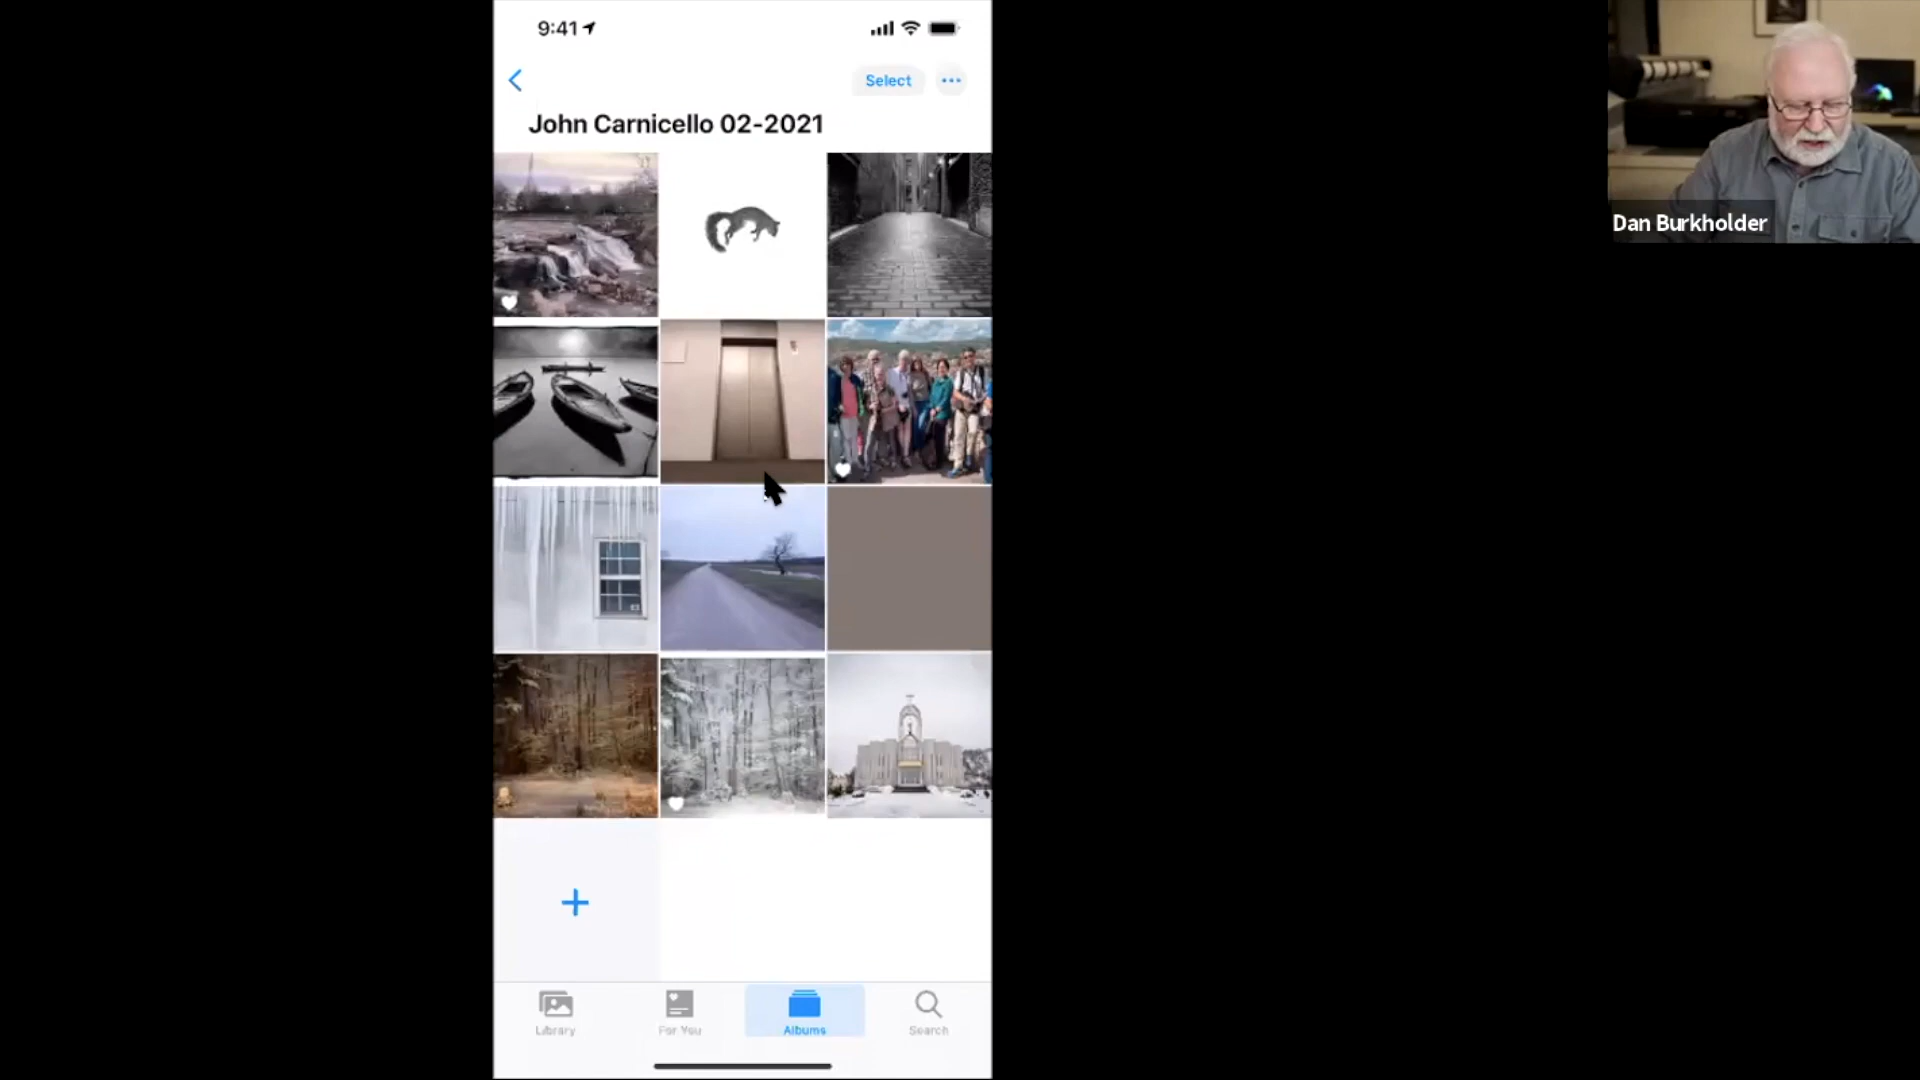 9:41
Select
John Carnicello 02-2021
Dan Burkholder
Library
For You
Albums
Search